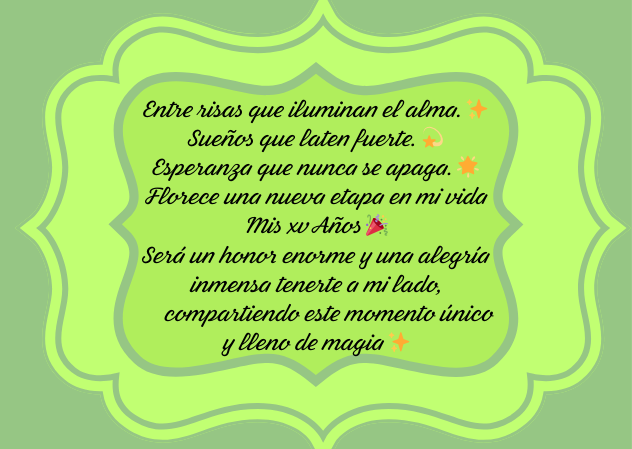 Entre risas que iluminan el alma. ✨
Sueños que laten fuerte. 💫
Esperanza que nunca se apaga. 🌟
Florece una nueva etapa en mi vida
Mis xv Años 🎉
Será un honor enorme y una alegría
inmensa tenerte a mi lado,
compartiendo este momento único
y lleno de magia ✨